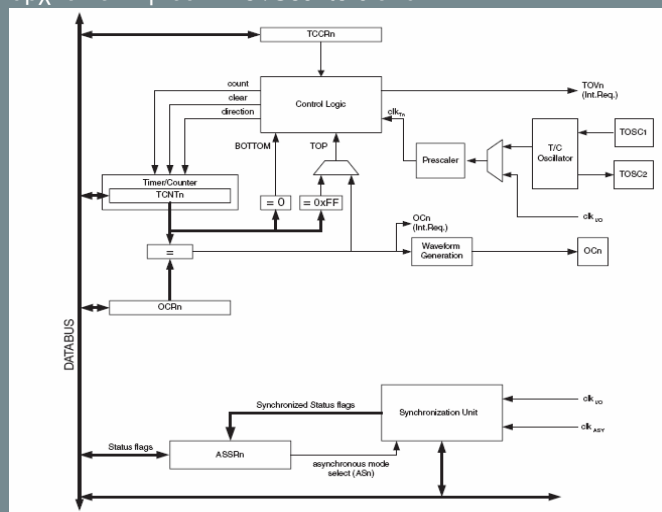 TCCRn
count
clear
direction
Control Logic
clkTn
TOVn
(Int.Req.)
BOTTOM
TOP
Prescaler
T/C
Oscillator
TOSC1
TOSC2
clkI/O
Timer/Counter
TCNTn
= 0
= 0xFF
OCn
(Int.Req.)
=
Waveform
Generation
OCn
OCRn
DATABUS
Synchronized Status flags
Synchronization Unit
clkI/O
clkASY
Status flags
ASSRn
asynchronous mode
select (ASn)